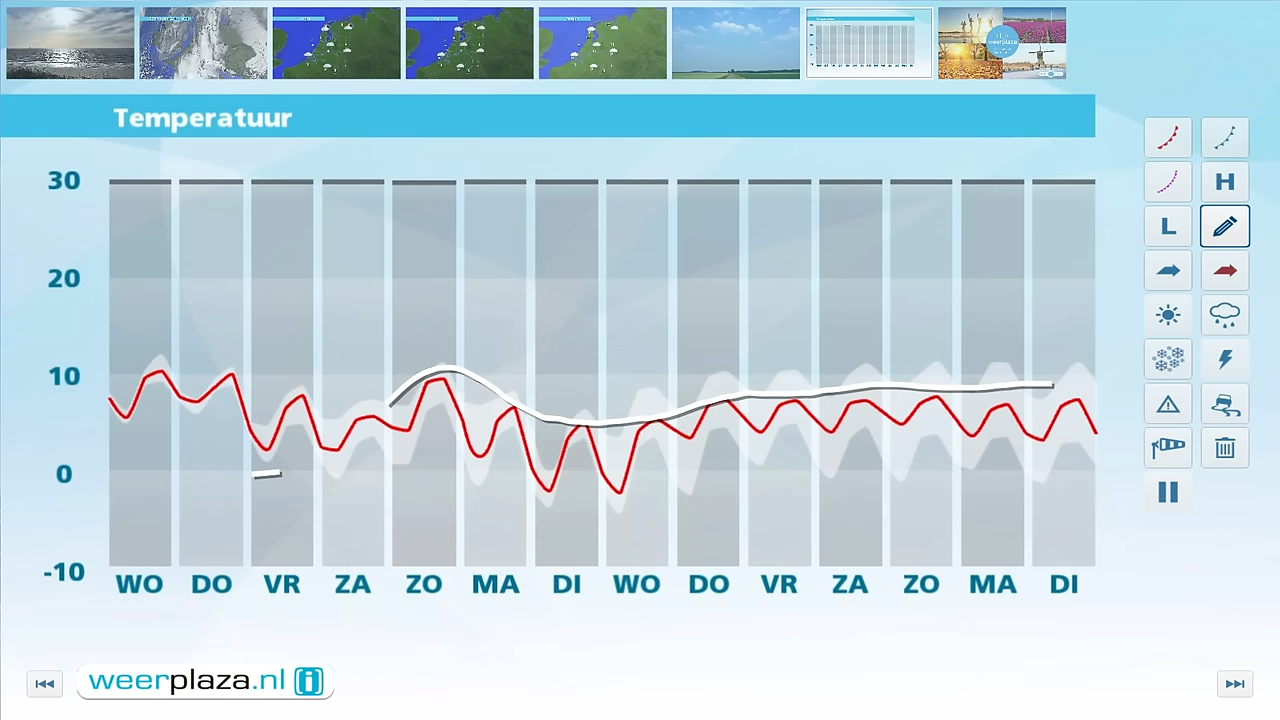 Temperatuur
30
20
10
0
-10
WO DO VR ZA ZO MA DI WO DO VR ZA ZO MA DI
H
L
weerplaza.nl